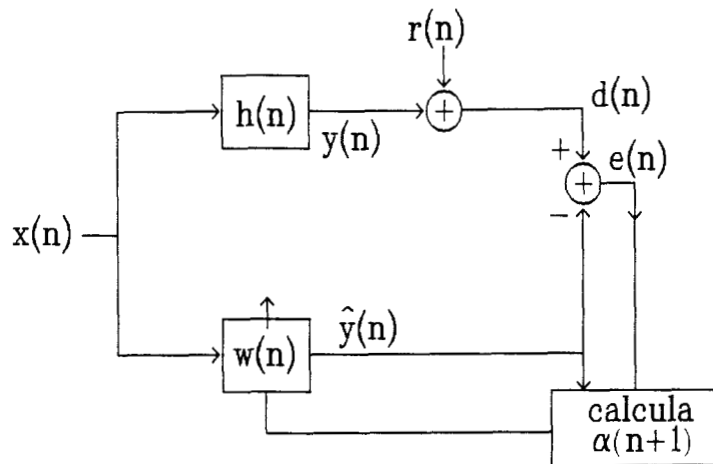 r(n)
h(n)
y(n)
d(n)
+
+
+
e(n)
−
x(n)
w(n)
ŷ(n)
calcula
α(n+1)